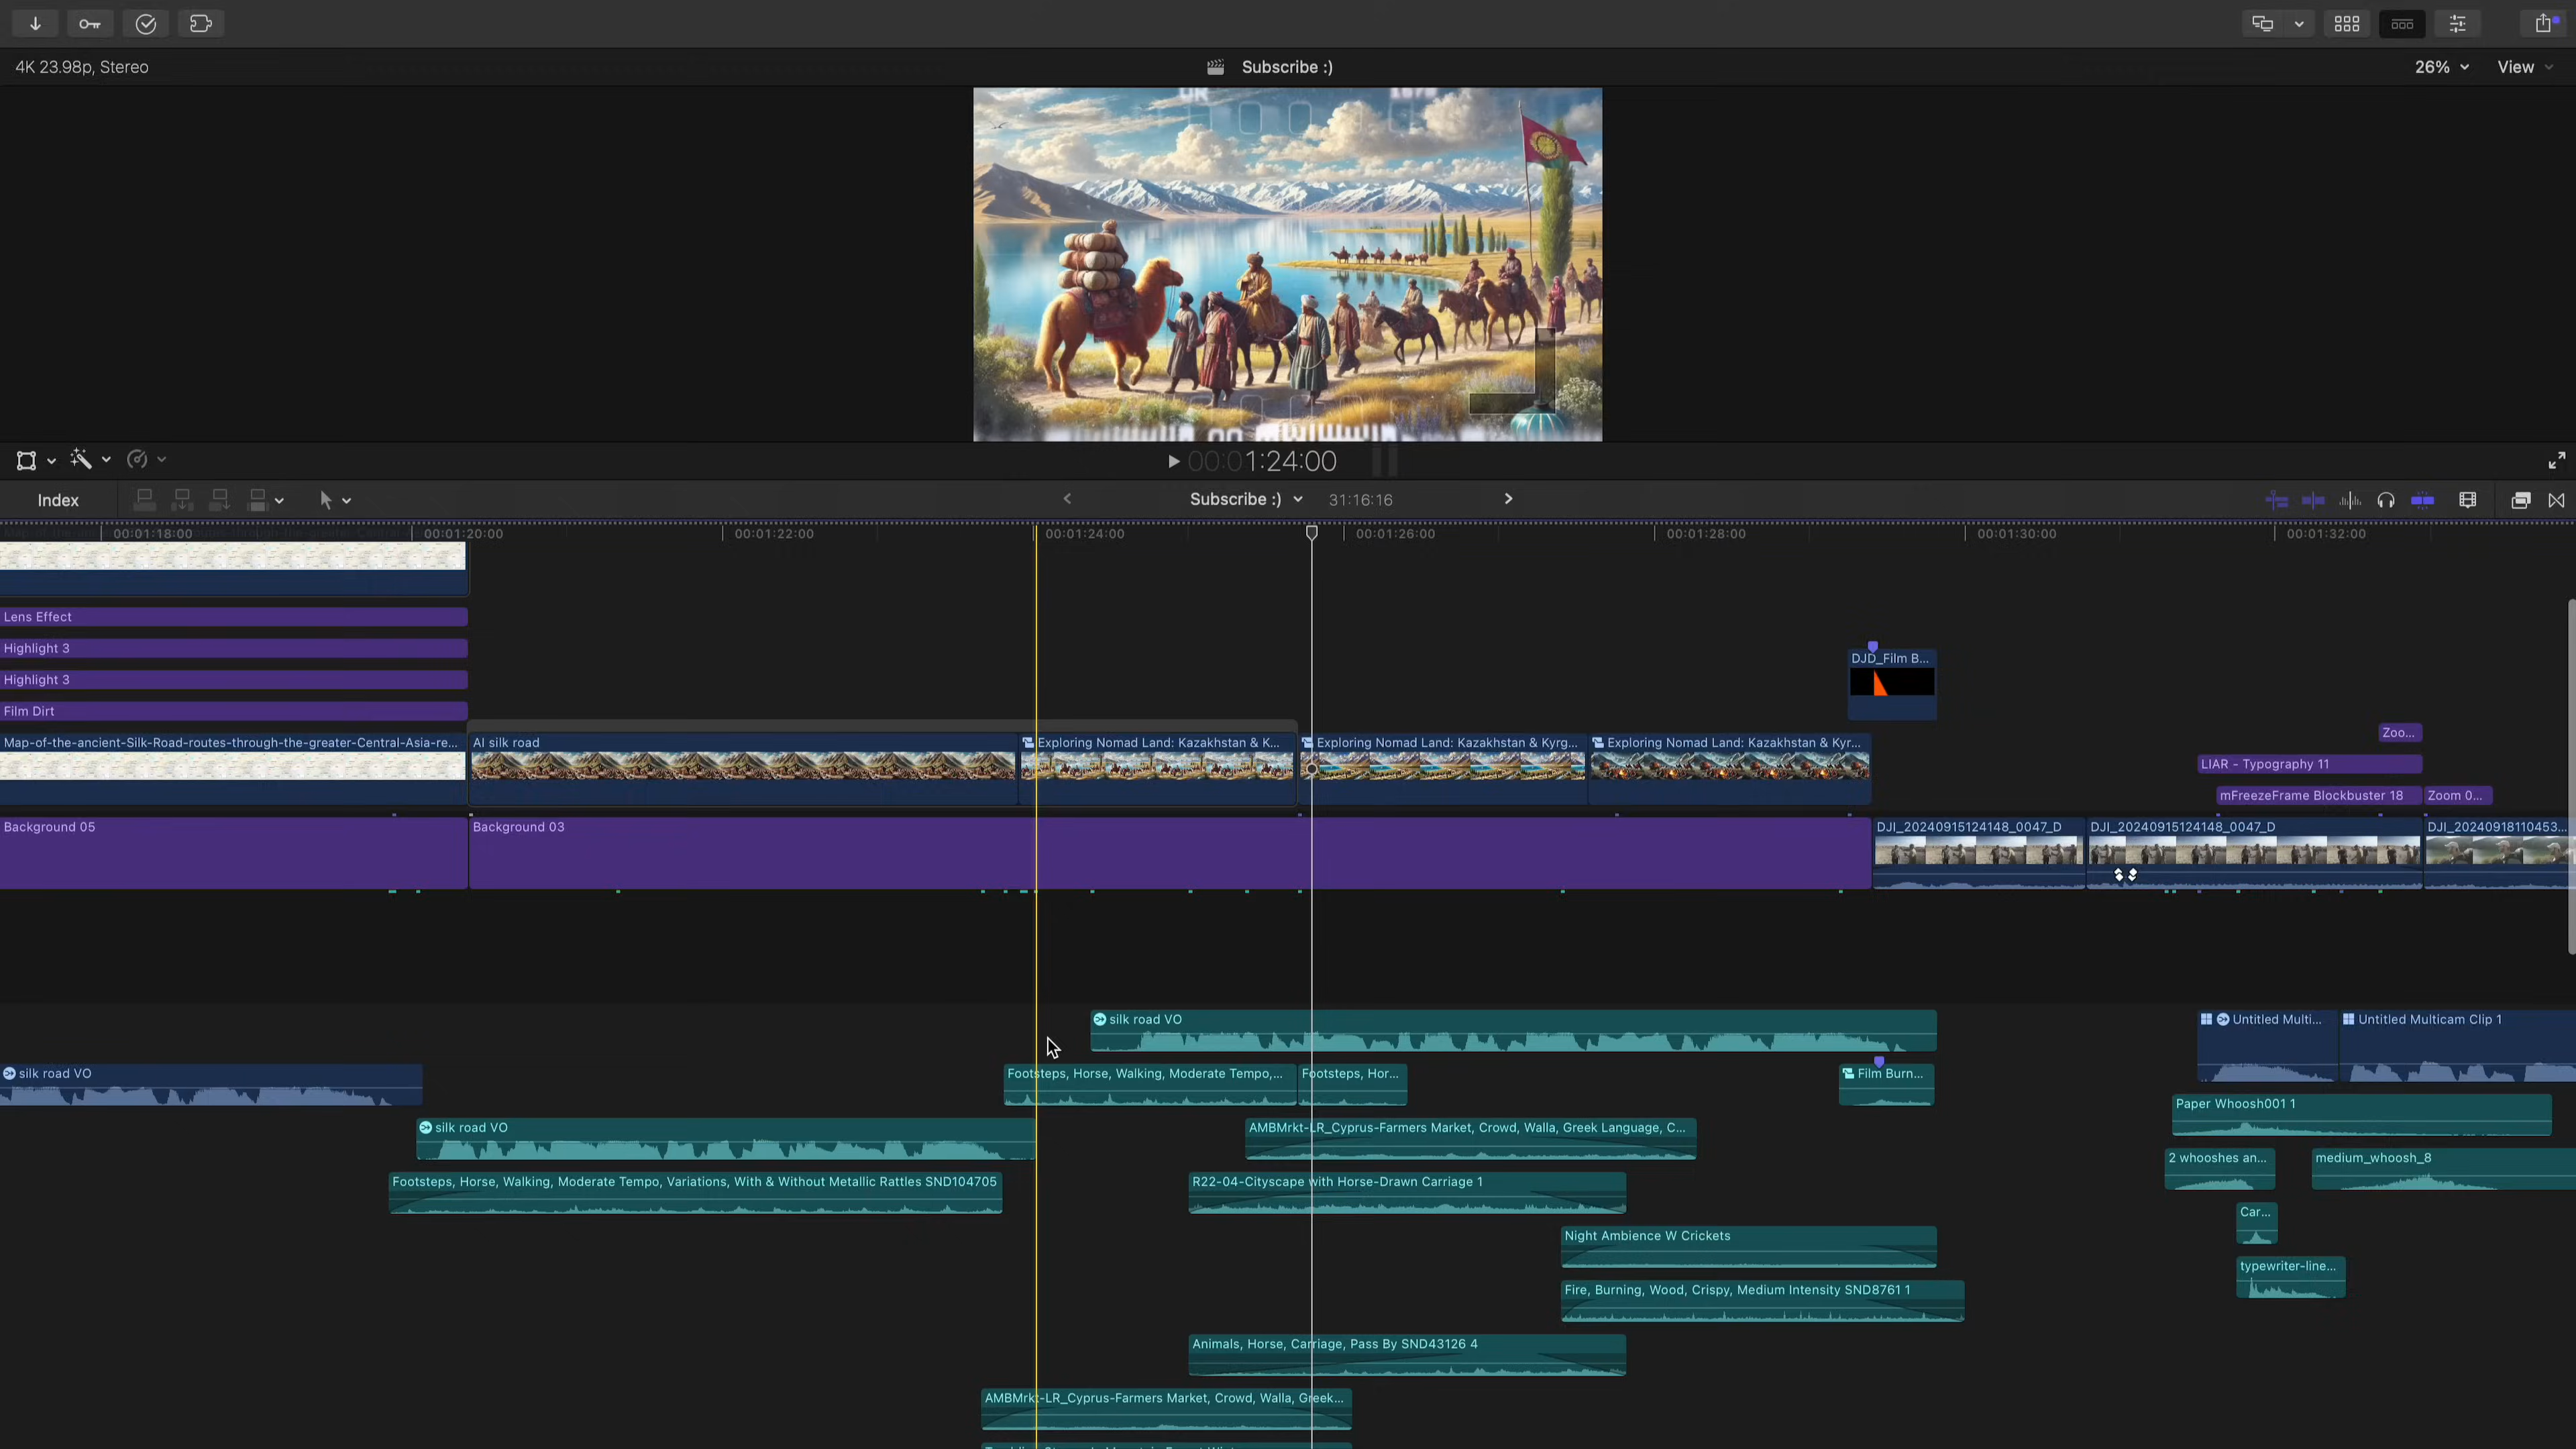 4K 23.98p, Stereo
Subscribe :)
26%
View
00:01:24:00
Index
Subscribe :)
31:16:16
00:01:18:00
00:01:20:00
00:01:22:00
00:01:24:00
00:01:26:00
00:01:28:00
00:01:30:00
00:01:32:00
Lens Effect
Highlight 3
Highlight 3
Film Dirt
DJD_Film B...
Zoo...
Map-of-the-ancient-Silk-Road-routes-through-the-greater-Central-Asia-re...
AI silk road
Exploring Nomad Land: Kazakhstan & K...
Exploring Nomad Land: Kazakhstan & Kyrg...
Exploring Nomad Land: Kazakhstan & Kyr...
LIAR - Typography 11
mFreezeFrame Blockbuster 18
Zoom 0...
Background 05
Background 03
DJI_20240915124148_0047_D
DJI_20240915124148_0047_D
DJI_20240918110453...
silk road VO
Untitled Multi...
Untitled Multicam Clip 1
silk road VO
Footsteps, Horse, Walking, Moderate Tempo,...
Footsteps, Hor...
Film Burn...
Paper Whoosh001 1
silk road VO
AMBMrkt-LR_Cyprus-Farmers Market, Crowd, Walla, Greek Language, C...
2 whooshes an...
medium_whoosh_8
Footsteps, Horse, Walking, Moderate Tempo, Variations, With & Without Metallic Rattles SND104705
R22-04-Cityscape with Horse-Drawn Carriage 1
Car...
Night Ambience W Crickets
typewriter-line...
Fire, Burning, Wood, Crispy, Medium Intensity SND8761 1
Animals, Horse, Carriage, Pass By SND43126 4
AMBMrkt-LR_Cyprus-Farmers Market, Crowd, Walla, Greek...